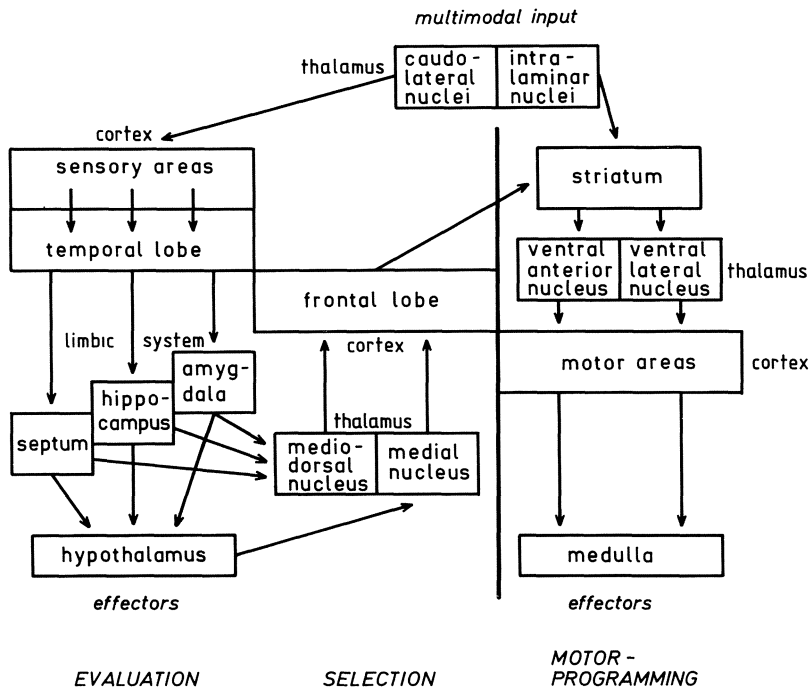 multimodal input
thalamus
caudo-
lateral
nuclei
intra-
laminar
nuclei
cortex
sensory areas
temporal lobe
striatum
ventral
anterior
nucleus
ventral
lateral
nucleus
thalamus
frontal lobe
cortex
motor areas
cortex
limbic system
amyg-
dala
hippo-
campus
septum
thalamus
medio-
dorsal
nucleus
medial
nucleus
hypothalamus
medulla
effectors
effectors
EVALUATION
SELECTION
MOTOR-
PROGRAMMING